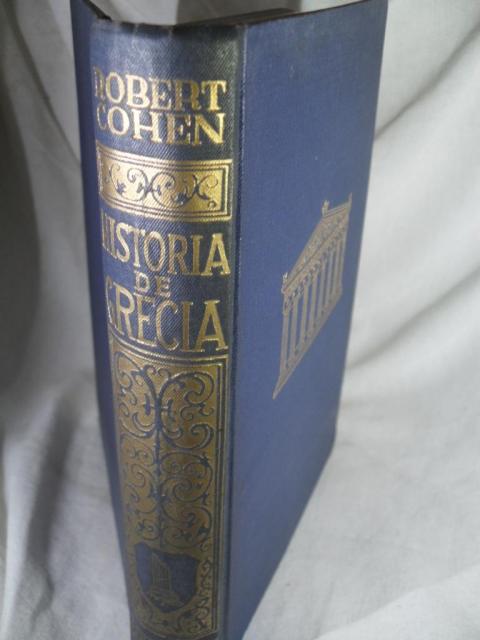 ROBERT
COHEN
HISTORIA
DE
GRECIA